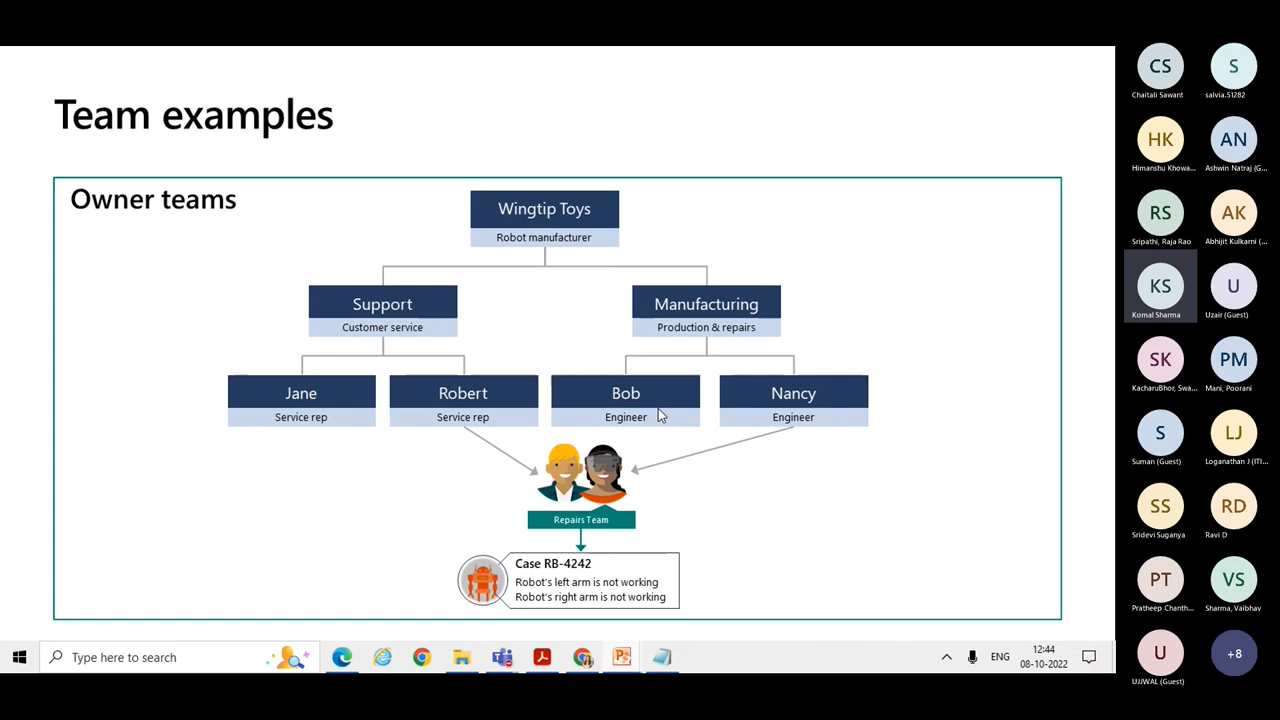 Team examples
Owner teams
Wingtip Toys
Robot manufacturer
Support
Customer service
Manufacturing
Production & repairs
Jane
Service rep
Robert
Service rep
Bob
Engineer
Nancy
Engineer
Repairs Team
Case RB-4242
Robot's left arm is not working
Robot's right arm is not working
Type here to search
ENG
12:44
08-10-2022
CS
Chaitali Sawant
S
salvia.51282
HK
Himanshu Khowa...
AN
Ashwin Natraj (G...
RS
Sripathi, Raja Rao
AK
Abhijit Kulkarni (...
KS
Komal Sharma
U
Uzair (Guest)
SK
KacharuBhor, Swa...
PM
Mani, Poorani
S
Suman (Guest)
LJ
Loganathan J (ITI...
SS
Sridevi Suganya
RD
Ravi D
PT
Pratheep Chanth...
VS
Sharma, Vaibhav
U
UJJWAL (Guest)
+8